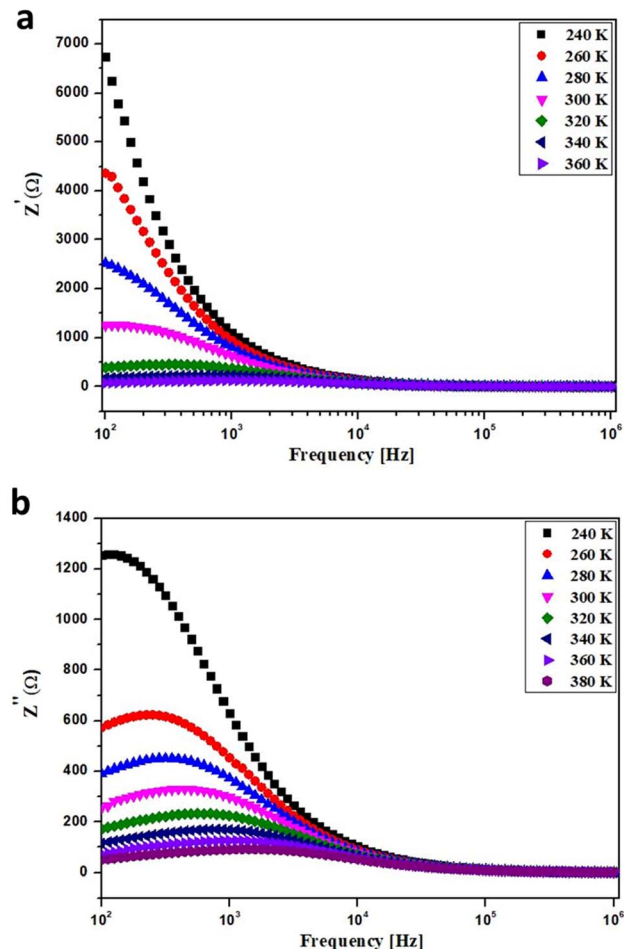 a
7000
6000
5000
4000
3000
2000
1000
0
Z' (Ω)
10² 10³ 10⁴ 10⁵ 10⁶
Frequency [Hz]
240 K
260 K
280 K
300 K
320 K
340 K
360 K
b
1400
1200
1000
800
600
400
200
0
Z'' (Ω)
10² 10³ 10⁴ 10⁵ 10⁶
Frequency [Hz]
240 K
260 K
280 K
300 K
320 K
340 K
360 K
380 K